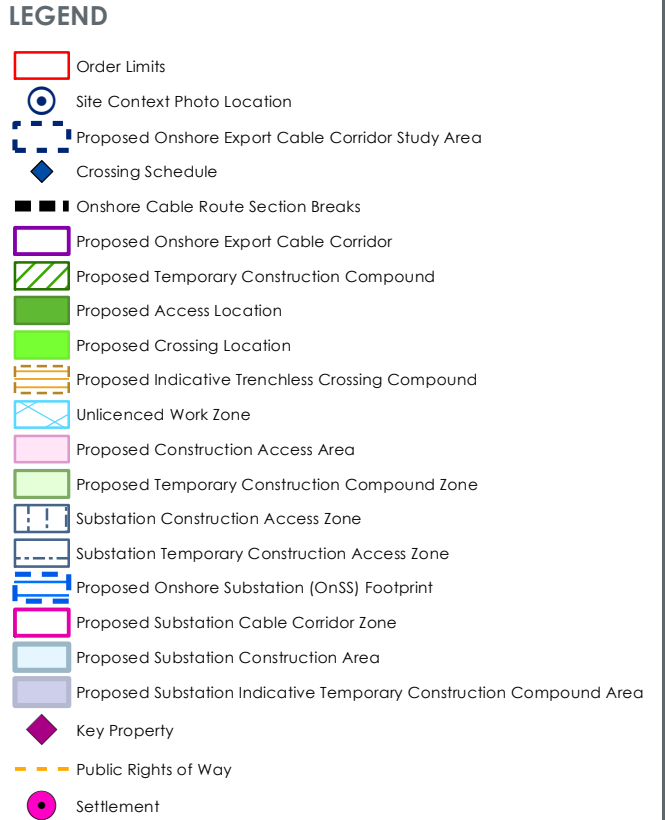 LEGEND
Order Limits
Site Context Photo Location
Proposed Onshore Export Cable Corridor Study Area
Crossing Schedule
Onshore Cable Route Section Breaks
Proposed Onshore Export Cable Corridor
Proposed Temporary Construction Compound
Proposed Access Location
Proposed Crossing Location
Proposed Indicative Trenchless Crossing Compound
Unlicenced Work Zone
Proposed Construction Access Area
Proposed Temporary Construction Compound Zone
Substation Construction Access Zone
Substation Temporary Construction Access Zone
Proposed Onshore Substation (OnSS) Footprint
Proposed Substation Cable Corridor Zone
Proposed Substation Construction Area
Proposed Substation Indicative Temporary Construction Compound Area
Key Property
Public Rights of Way
Settlement